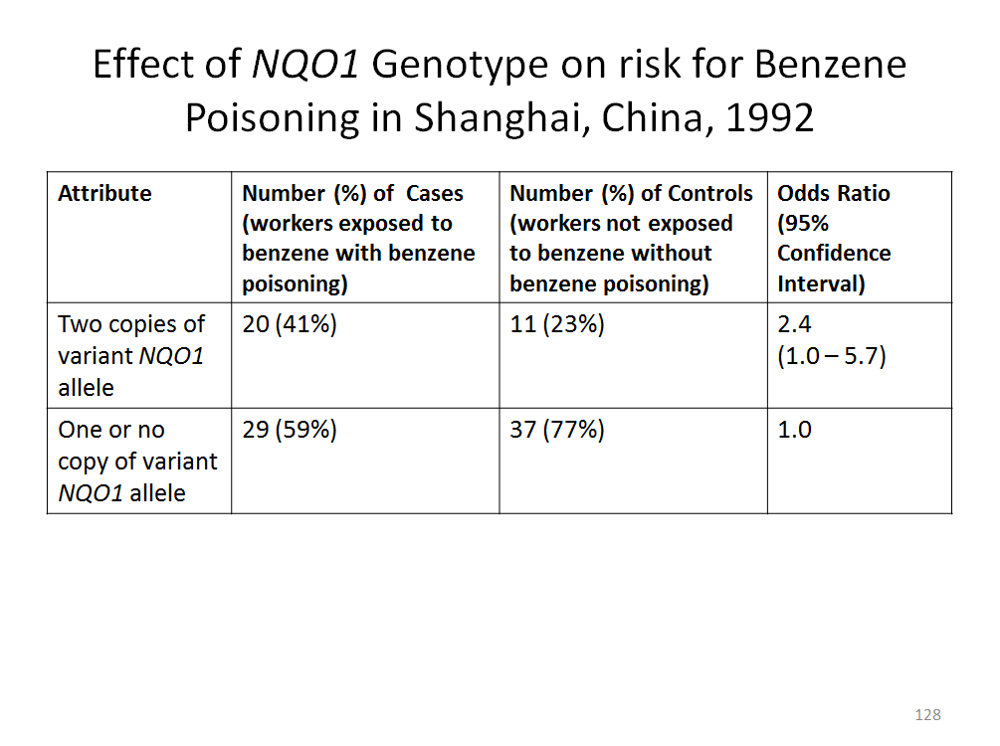 Effect of NQO1 Genotype on risk for Benzene
Poisoning in Shanghai, China, 1992
Attribute
Number (%) of  Cases
(workers exposed to
benzene with benzene
poisoning)
Number (%) of Controls
(workers not exposed
to benzene without
benzene poisoning)
Odds Ratio
(95%
Confidence
Interval)
Two copies of
variant NQO1
allele
20 (41%)
11 (23%)
2.4
(1.0 – 5.7)
One or no
copy of variant
NQO1 allele
29 (59%)
37 (77%)
1.0
128